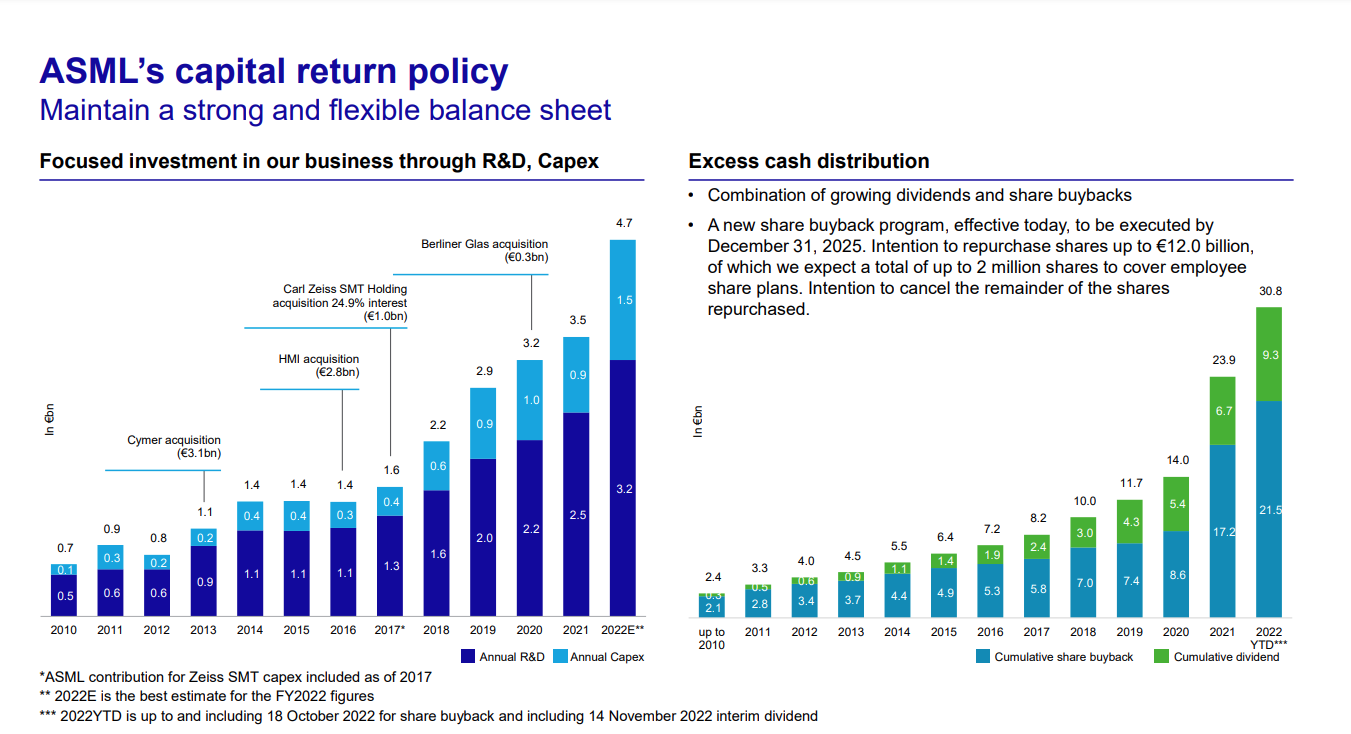 ASML's capital return policy
Maintain a strong and flexible balance sheet
Focused investment in our business through R&D, Capex
In €bn
Cymer acquisition
(€3.1bn)
HMI acquisition
(€2.8bn)
Carl Zeiss SMT Holding
acquisition 24.9% interest
(€1.0bn)
Berliner Glas acquisition
(€0.3bn)
0.7 0.9 0.8 1.1 1.4 1.4 1.4 1.6 2.2 2.9 3.2 3.5 4.7
0.1 0.3 0.2 0.2 0.4 0.4 0.3 0.4 0.6 0.9 1.0 0.9 1.5
0.5 0.6 0.6 0.9 1.1 1.1 1.1 1.3 1.6 2.0 2.2 2.5 3.2
2010 2011 2012 2013 2014 2015 2016 2017* 2018 2019 2020 2021 2022E**
Annual R&D Annual Capex
Excess cash distribution
• Combination of growing dividends and share buybacks
• A new share buyback program, effective today, to be executed by
December 31, 2025. Intention to repurchase shares up to €12.0 billion,
of which we expect a total of up to 2 million shares to cover employee
share plans. Intention to cancel the remainder of the shares
repurchased.
In €bn
2.4 3.3 4.0 4.5 5.5 6.4 7.2 8.2 10.0 11.7 14.0 23.9 30.8
0.3 0.5 0.6 0.9 1.1 1.4 1.9 2.4 3.0 4.3 5.4 6.7 9.3
2.1 2.8 3.4 3.7 4.4 4.9 5.3 5.8 7.0 7.4 8.6 17.2 21.5
up to 2011 2012 2013 2014 2015 2016 2017 2018 2019 2020 2021 2022
2010 YTD***
Cumulative share buyback Cumulative dividend
*ASML contribution for Zeiss SMT capex included as of 2017
** 2022E is the best estimate for the FY2022 figures
*** 2022YTD is up to and including 18 October 2022 for share buyback and including 14 November 2022 interim dividend